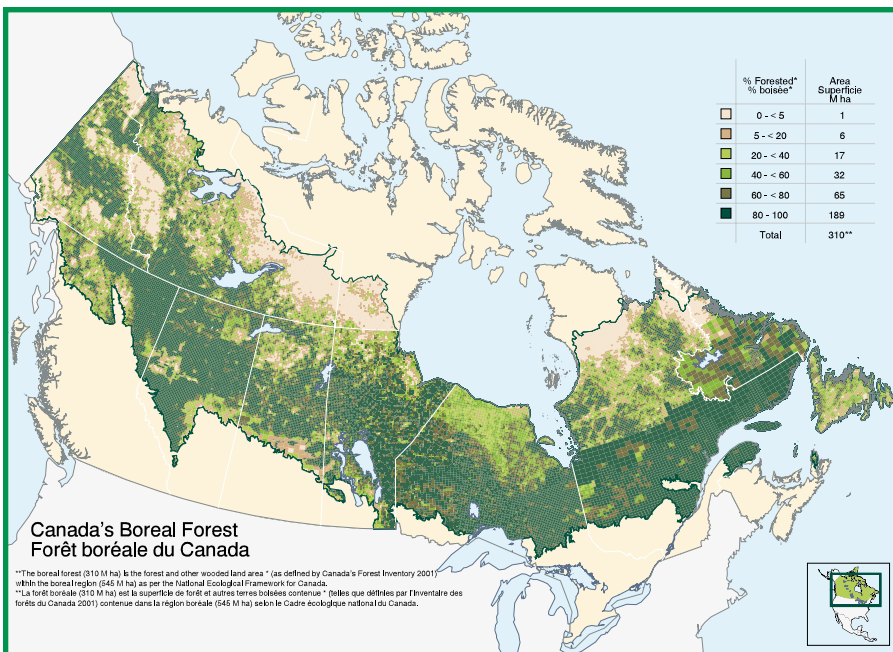 % Forested* Area
% boisée* Superficie
M ha
0 - < 5 1
5 - < 20 6
20 - < 40 17
40 - < 60 32
60 - < 80 65
80 - 100 189
Total 310**
Canada's Boreal Forest
Forêt boréale du Canada
**The boreal forest (310 M ha) is the forest and other wooded land area * (as defined by Canada's Forest Inventory 2001)
within the boreal region (545 M ha) as per the National Ecological Framework for Canada.
**La forêt boréale (310 M ha) est la superficie de forêt et autres terres boisées contenue * (telles que définies par l'Inventaire des
forêts du Canada 2001) contenue dans la région boréale (545 M ha) selon le Cadre écologique national du Canada.